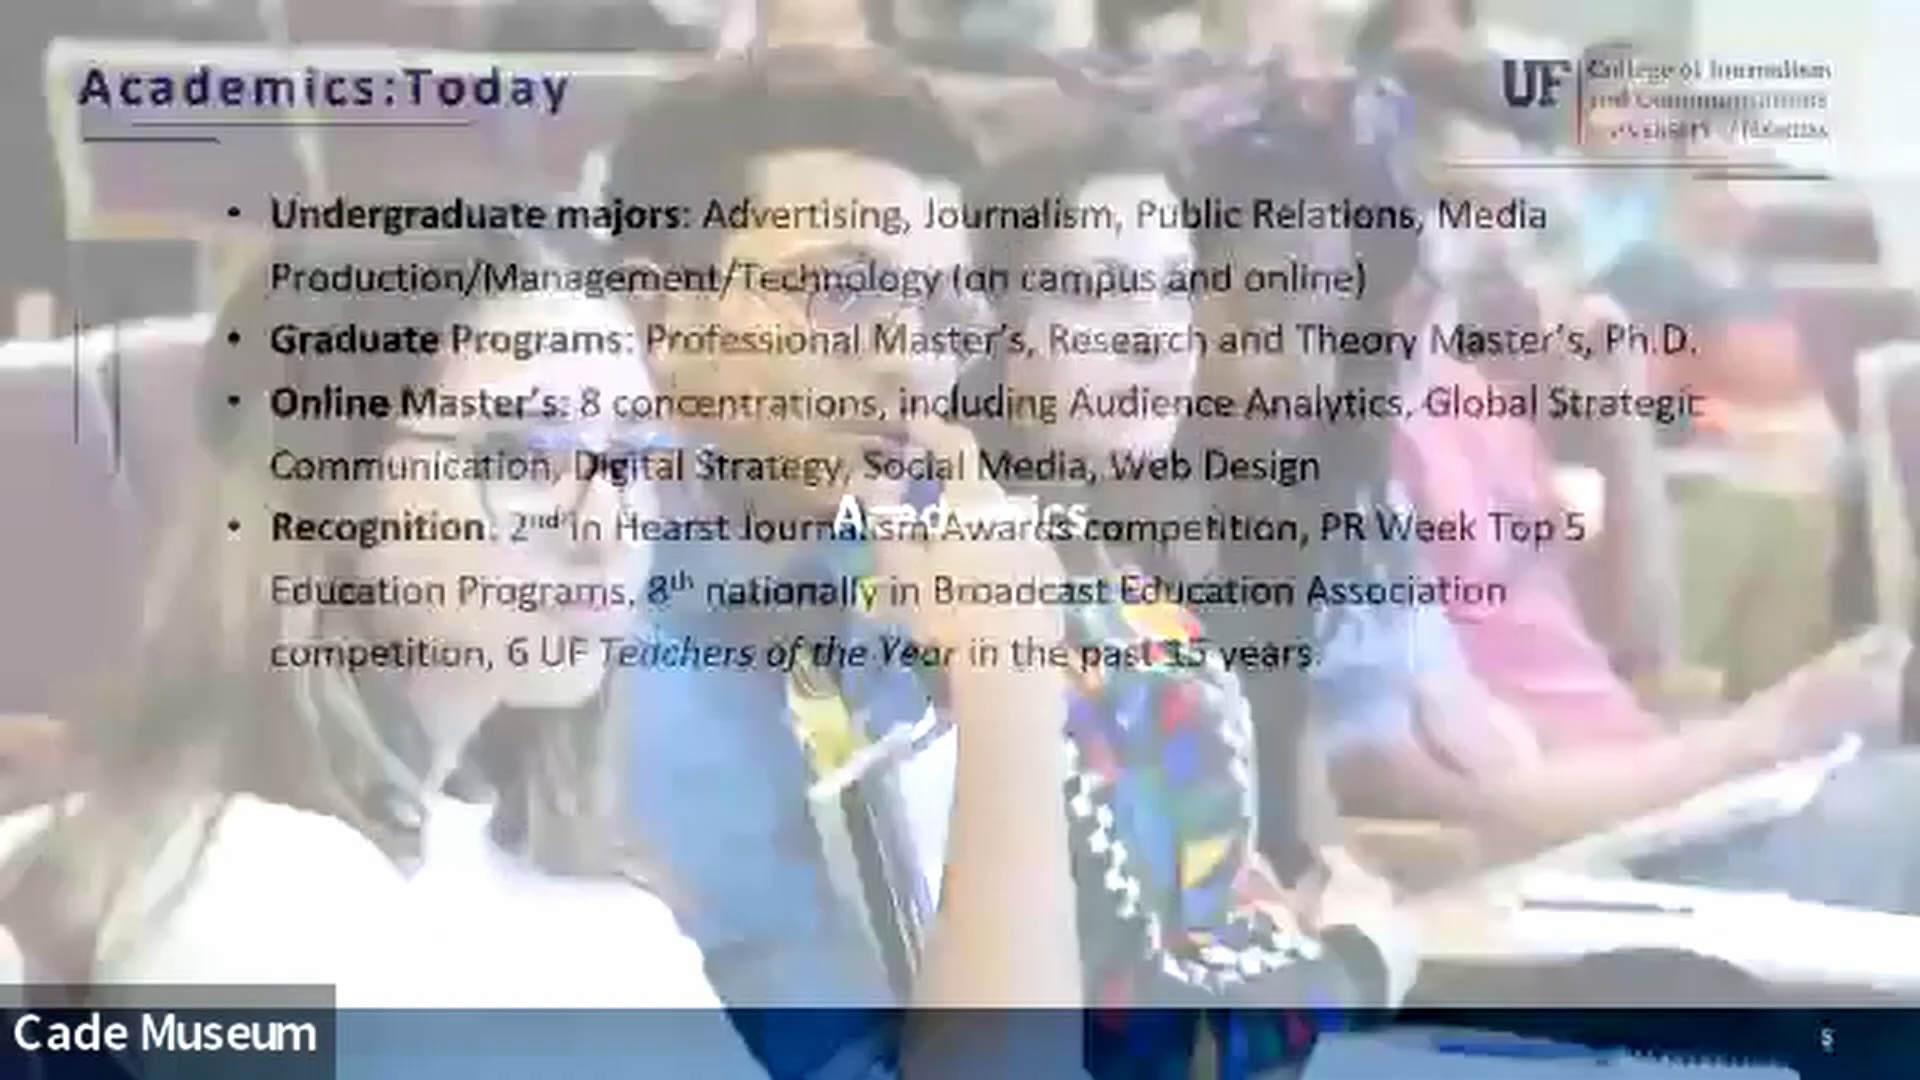 Academics:Today
UF
College of Journalism
and Communications
UNIVERSITY of FLORIDA
• Undergraduate majors: Advertising, Journalism, Public Relations, Media
Production/Management/Technology (on campus and online)
• Graduate Programs: Professional Master's, Research and Theory Master's, Ph.D.
• Online Master's: 8 concentrations, including Audience Analytics, Global Strategic
Communication, Digital Strategy, Social Media, Web Design
• Recognition: 2nd in Hearst Journalism Awards competition, PR Week Top 5
Education Programs, 8th nationally in Broadcast Education Association
competition, 6 UF Teachers of the Year in the past 15 years.
Academics
Cade Museum
5